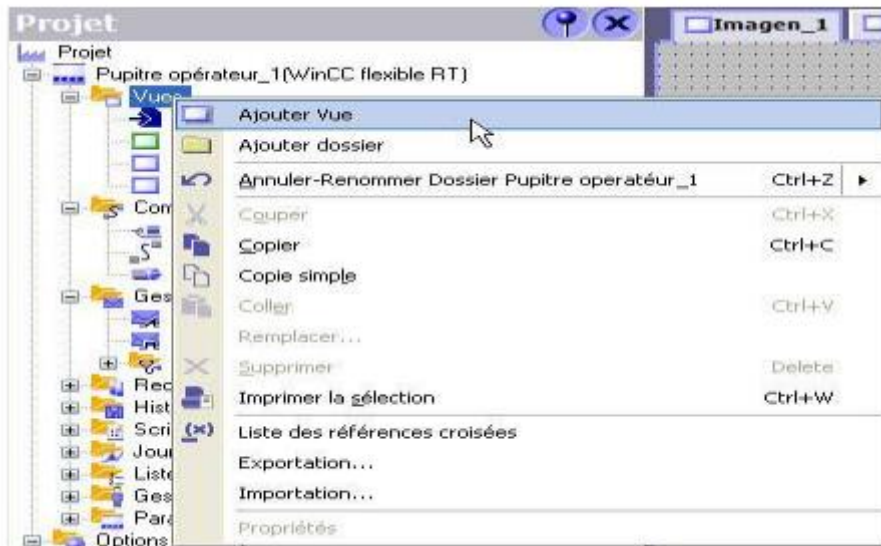 Projet
Imagen_1
Projet
Pupitre opérateur_1(WinCC flexible RT)
Vues
Ajouter Vue
Ajouter dossier
Annuler-Renommer Dossier Pupitre operatéur_1 Ctrl+Z
Com
Couper Ctrl+X
Copier Ctrl+C
Copie simple
Ges
Coller Ctrl+V
Remplacer...
Supprimer Delete
Rec
Imprimer la sélection Ctrl+W
Hist
Scri
Liste des références croisées
Jour
Exportation...
Liste
Ges
Importation...
Para
Propriétés
Options